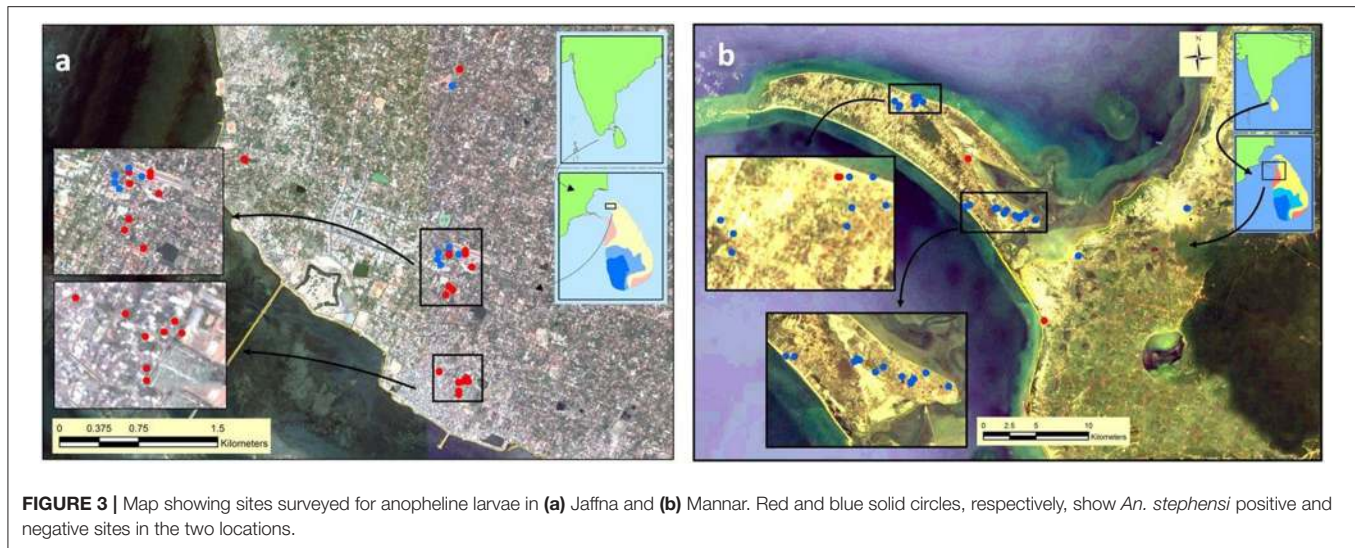 a
0 0.375 0.75 1.5
Kilometers
b
N
0 2.5 5 10
Kilometers
FIGURE 3 | Map showing sites surveyed for anopheline larvae in (a) Jaffna and (b) Mannar. Red and blue solid circles, respectively, show An. stephensi positive and
negative sites in the two locations.